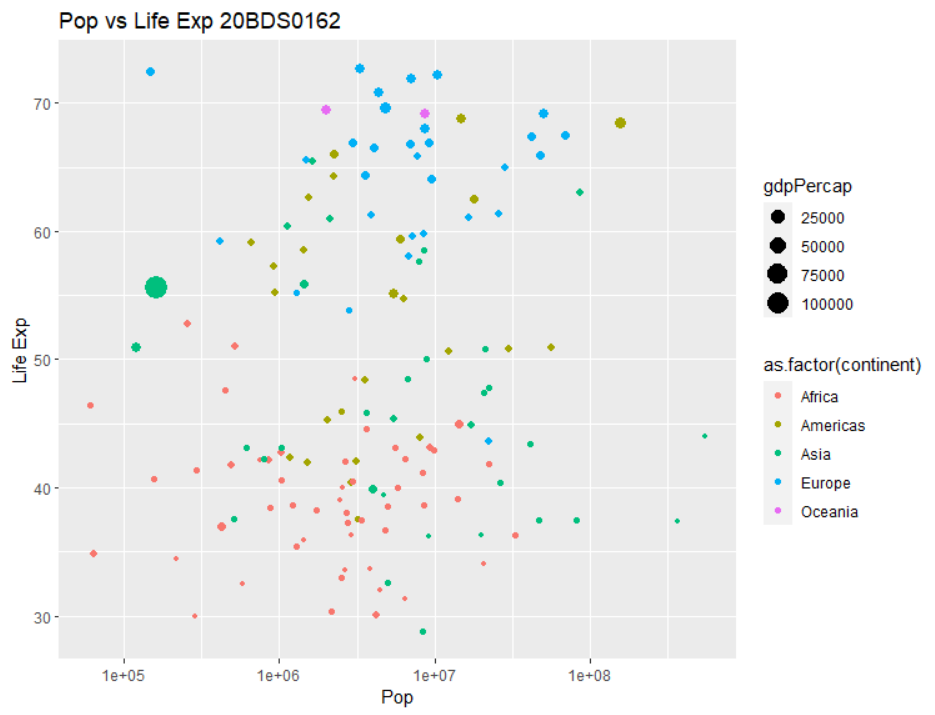 Pop vs Life Exp 20BDS0162
Life Exp
70
60
50
40
30
1e+05
1e+06
1e+07
1e+08
Pop
gdpPercap
25000
50000
75000
100000
as.factor(continent)
Africa
Americas
Asia
Europe
Oceania